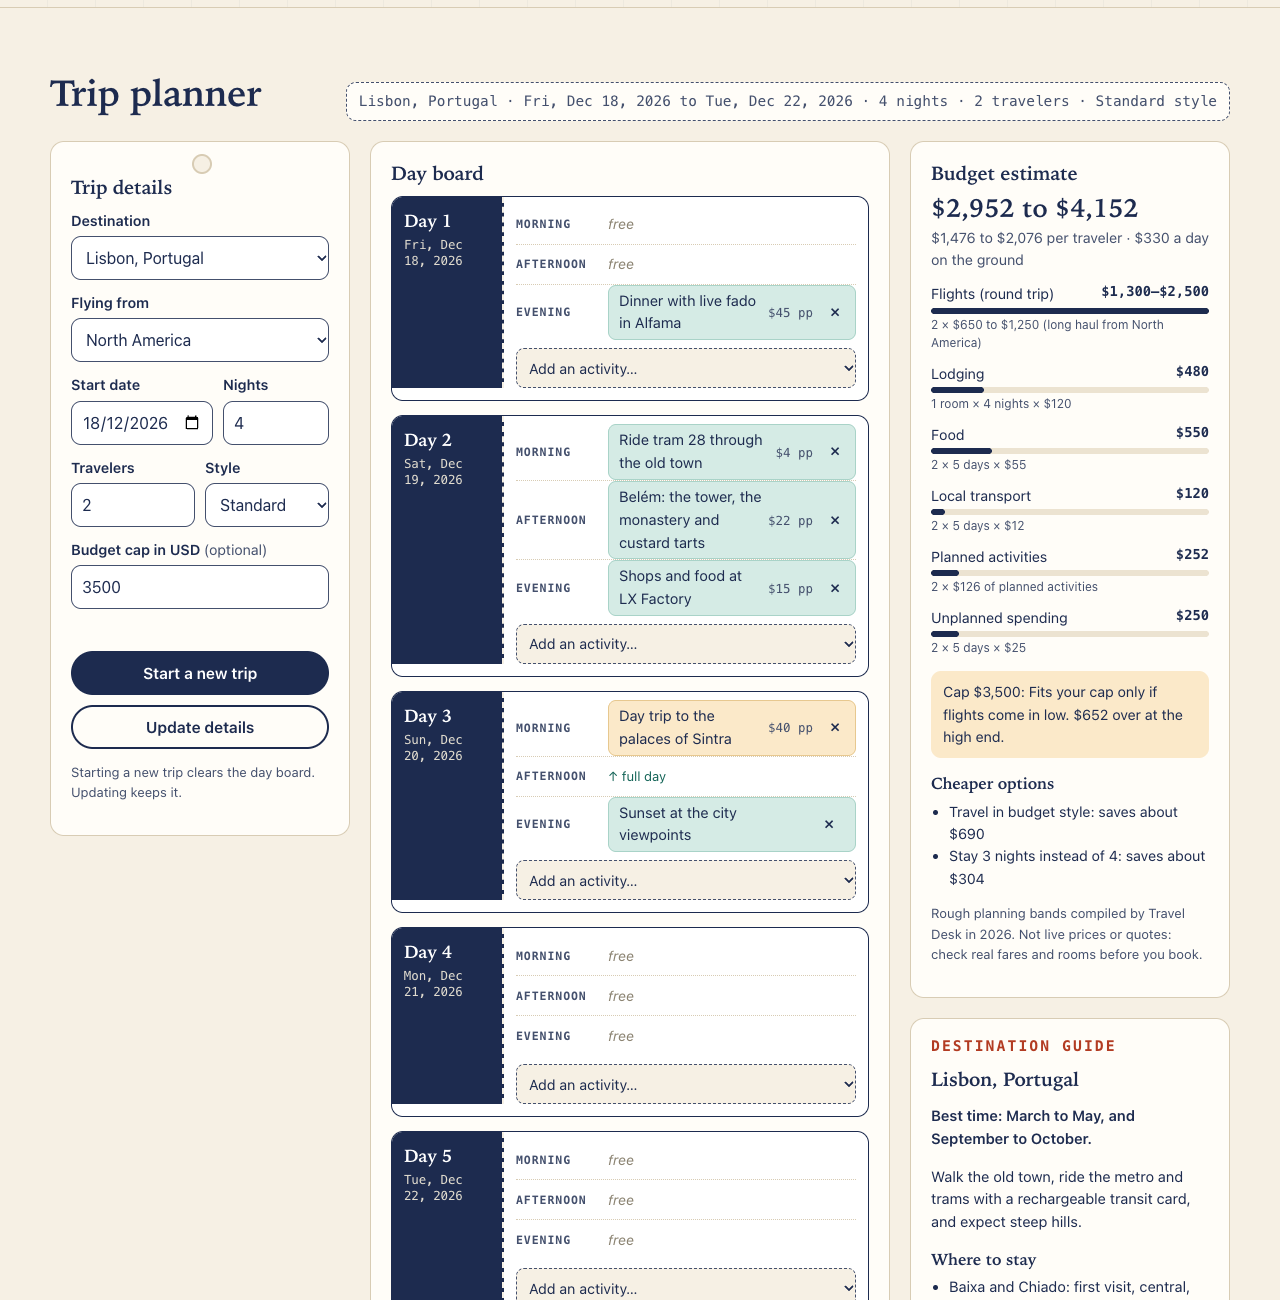 Trip planner
Lisbon, Portugal · Fri, Dec 18, 2026 to Tue, Dec 22, 2026 · 4 nights · 2 travelers · Standard style
Trip details
Destination
Lisbon, Portugal
Flying from
North America
Start date
Nights
18/12/2026
4
Travelers
Style
2
Standard
Budget cap in USD (optional)
3500
Start a new trip
Update details
Starting a new trip clears the day board.
Updating keeps it.
Day board
Day 1
Fri, Dec
18, 2026
MORNING
free
AFTERNOON
free
EVENING
Dinner with live fado
in Alfama
$45 pp
×
Add an activity...
Day 2
Sat, Dec
19, 2026
MORNING
Ride tram 28 through
the old town
$4 pp
×
AFTERNOON
Belém: the tower, the
monastery and
custard tarts
$22 pp
×
EVENING
Shops and food at
LX Factory
$15 pp
×
Add an activity...
Day 3
Sun, Dec
20, 2026
MORNING
Day trip to the
palaces of Sintra
$40 pp
×
AFTERNOON
↑ full day
EVENING
Sunset at the city
viewpoints
×
Add an activity...
Day 4
Mon, Dec
21, 2026
MORNING
free
AFTERNOON
free
EVENING
free
Add an activity...
Day 5
Tue, Dec
22, 2026
MORNING
free
AFTERNOON
free
EVENING
free
Add an activity...
Budget estimate
$2,952 to $4,152
$1,476 to $2,076 per traveler · $330 a day
on the ground
Flights (round trip)
$1,300–$2,500
2 × $650 to $1,250 (long haul from North
America)
Lodging
$480
1 room × 4 nights × $120
Food
$550
2 × 5 days × $55
Local transport
$120
2 × 5 days × $12
Planned activities
$252
2 × $126 of planned activities
Unplanned spending
$250
2 × 5 days × $25
Cap $3,500: Fits your cap only if
flights come in low. $652 over at the
high end.
Cheaper options
• Travel in budget style: saves about
$690
• Stay 3 nights instead of 4: saves about
$304
Rough planning bands compiled by Travel
Desk in 2026. Not live prices or quotes:
check real fares and rooms before you book.
DESTINATION GUIDE
Lisbon, Portugal
Best time: March to May, and
September to October.
Walk the old town, ride the metro and
trams with a rechargeable transit card,
and expect steep hills.
Where to stay
• Baixa and Chiado: first visit, central,